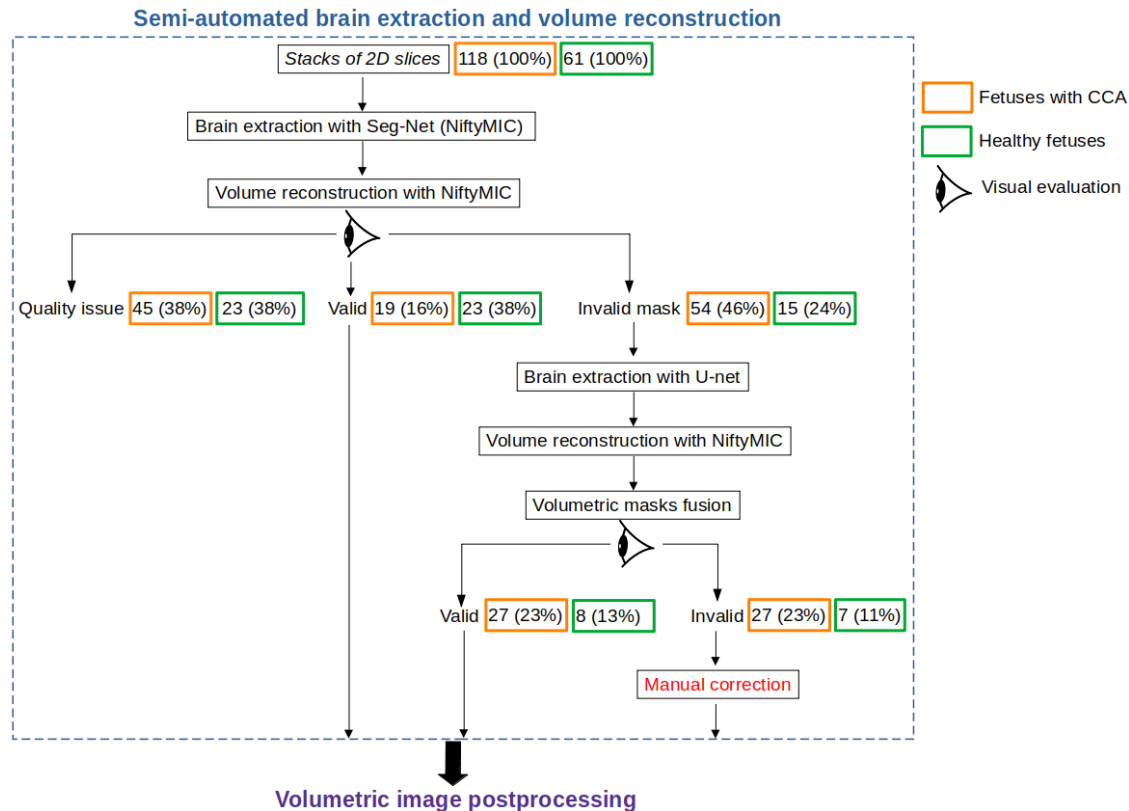 Semi-automated brain extraction and volume reconstruction
Stacks of 2D slices 118 (100%) 61 (100%)
Fetuses with CCA
Brain extraction with Seg-Net (NiftyMIC)
Healthy fetuses
Volume reconstruction with NiftyMIC
Visual evaluation
Quality issue 45 (38%) 23 (38%) Valid 19 (16%) 23 (38%) Invalid mask 54 (46%) 15 (24%)
Brain extraction with U-net
Volume reconstruction with NiftyMIC
Volumetric masks fusion
Valid 27 (23%) 8 (13%) Invalid 27 (23%) 7 (11%)
Manual correction
Volumetric image postprocessing